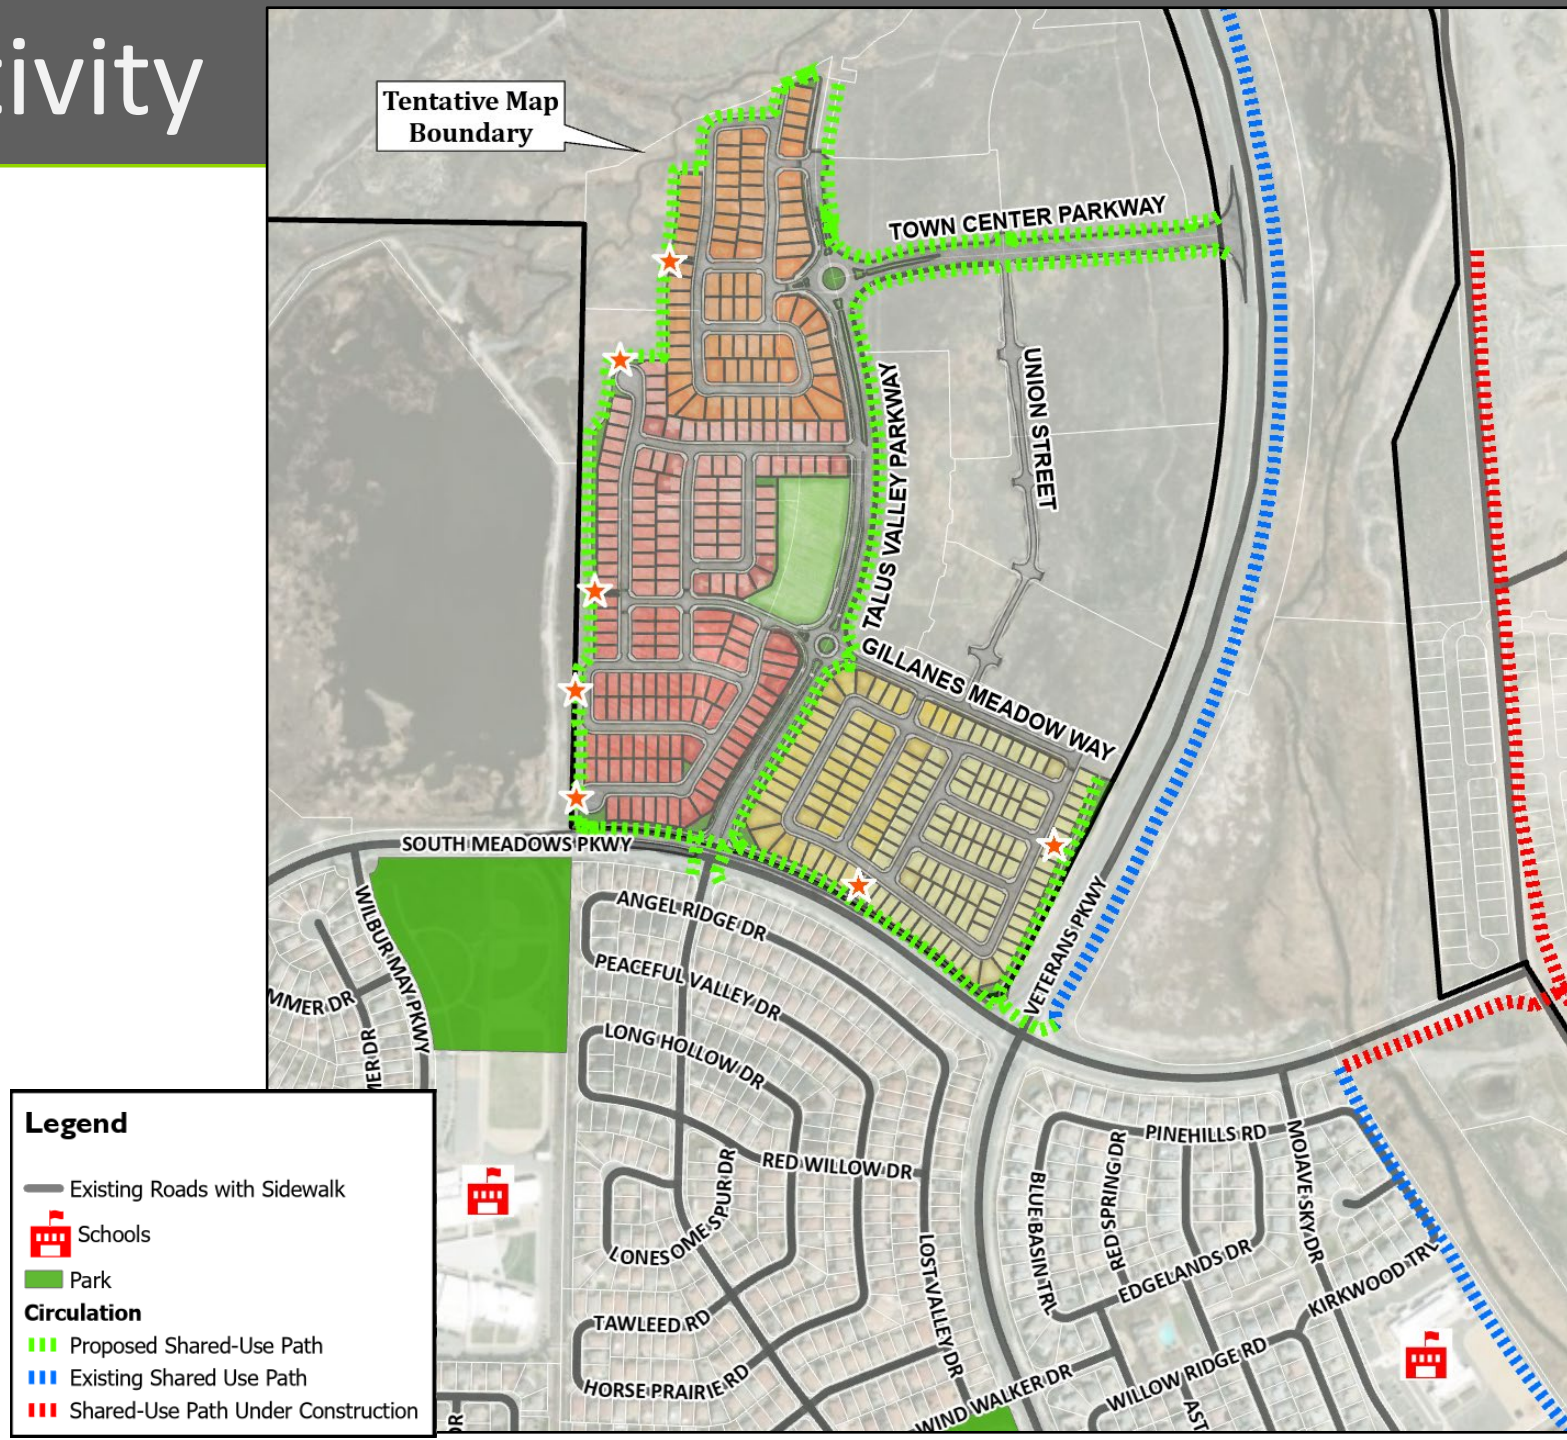 tivity
Tentative Map
Boundary
TOWN CENTER PARKWAY
UNION STREET
TALUS VALLEY PARKWAY
GILLANES MEADOW WAY
SOUTH MEADOWS PKWY
WILBUR MAY PKWY
ANGEL RIDGE DR
VETERANS PKWY
PEACEFUL VALLEY DR
MMER DR
MER DR
LONG HOLLOW DR
PINEHILLS RD
MOJAVE SKY DR
RED WILLOW DR
BLUE BASIN TRL
RED SPRING DR
LONESOME SPUR DR
LOST VALLEY DR
EDGELANDS DR
KIRKWOOD TRL
TAWLEED RD
HORSE PRAIRIE RD
WIND WALKER DR
WILLOW RIDGE RD
AST
DR
Legend
Existing Roads with Sidewalk
Schools
Park
Circulation
Proposed Shared-Use Path
Existing Shared Use Path
Shared-Use Path Under Construction